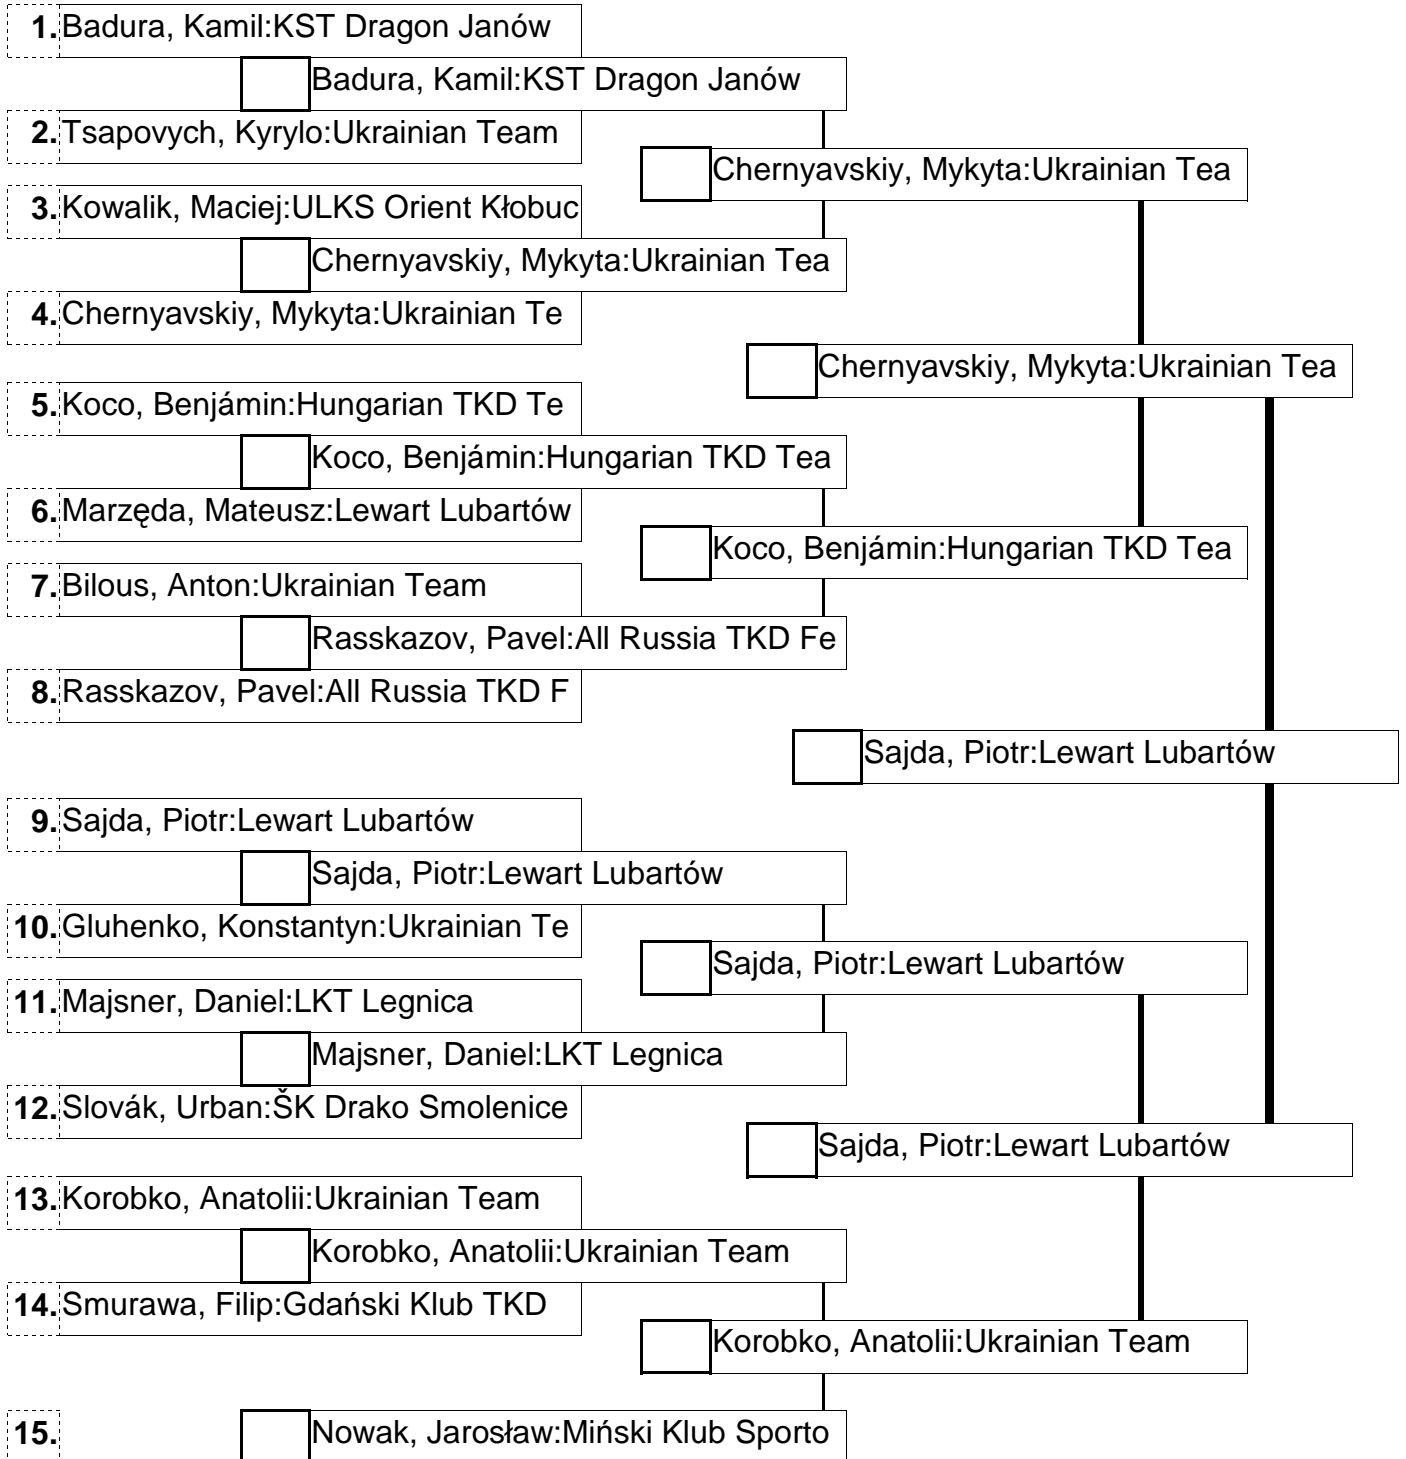 1. Badura, Kamil:KST Dragon Janów
Badura, Kamil:KST Dragon Janów
2. Tsapovych, Kyrylo:Ukrainian Team
Chernyavskiy, Mykyta:Ukrainian Tea
3. Kowalik, Maciej:ULKS Orient Kłobuc
Chernyavskiy, Mykyta:Ukrainian Tea
4. Chernyavskiy, Mykyta:Ukrainian Te
Chernyavskiy, Mykyta:Ukrainian Tea
5. Koco, Benjámin:Hungarian TKD Te
Koco, Benjámin:Hungarian TKD Tea
6. Marzęda, Mateusz:Lewart Lubartów
Koco, Benjámin:Hungarian TKD Tea
7. Bilous, Anton:Ukrainian Team
Rasskazov, Pavel:All Russia TKD Fe
8. Rasskazov, Pavel:All Russia TKD F
Sajda, Piotr:Lewart Lubartów
9. Sajda, Piotr:Lewart Lubartów
Sajda, Piotr:Lewart Lubartów
10. Gluhenko, Konstantyn:Ukrainian Te
Sajda, Piotr:Lewart Lubartów
11. Majsner, Daniel:LKT Legnica
Majsner, Daniel:LKT Legnica
12. Slovák, Urban:ŠK Drako Smolenice
Sajda, Piotr:Lewart Lubartów
13. Korobko, Anatolii:Ukrainian Team
Korobko, Anatolii:Ukrainian Team
14. Smurawa, Filip:Gdański Klub TKD
Korobko, Anatolii:Ukrainian Team
15. Nowak, Jarosław:Miński Klub Sporto